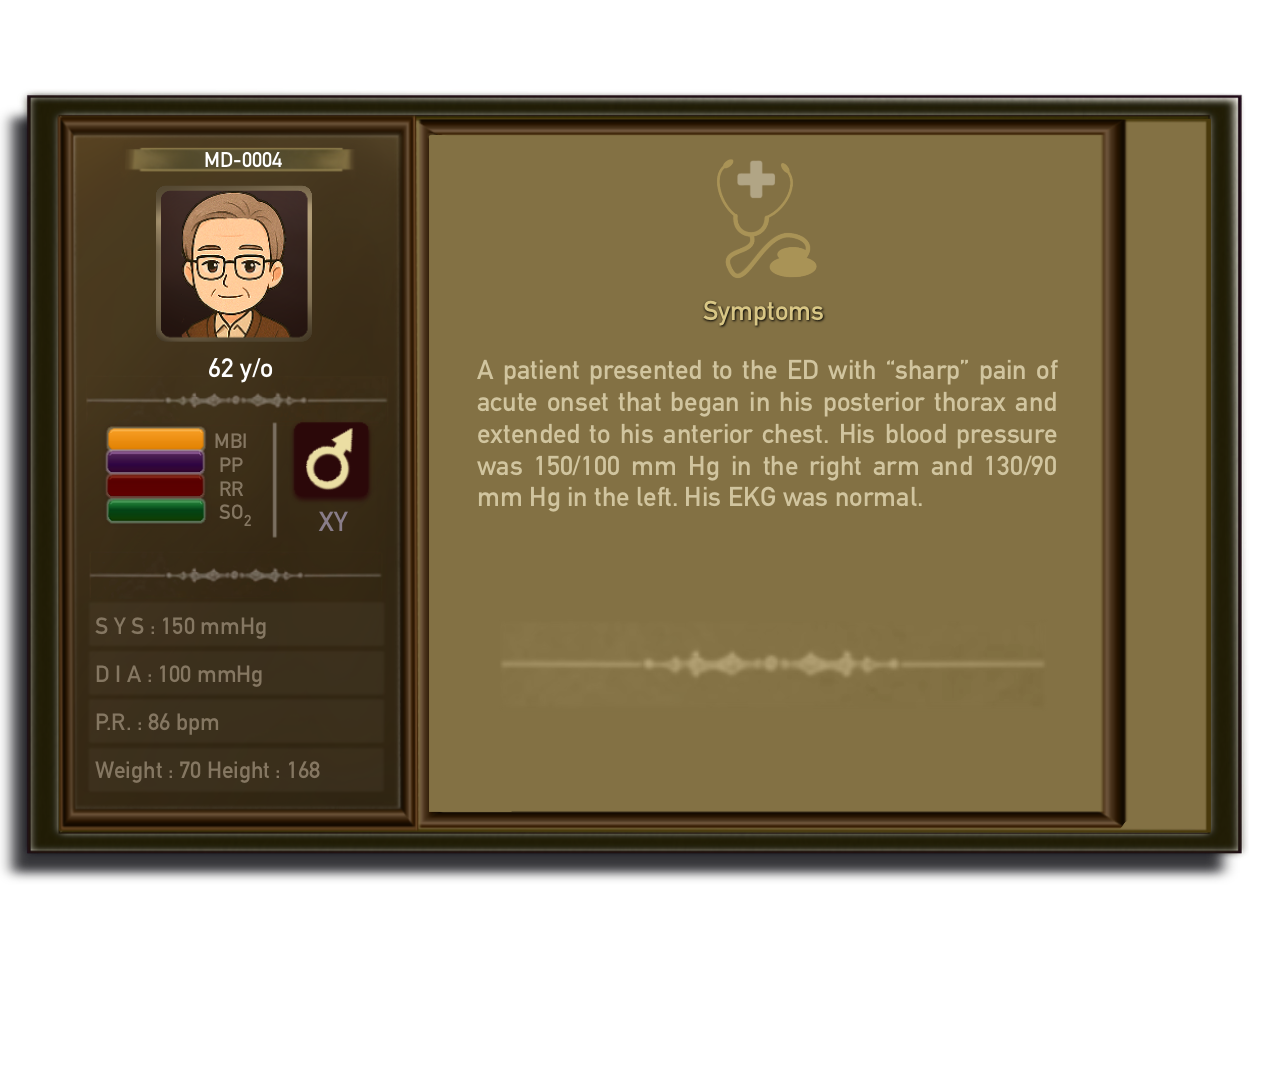 MD-0004
62 y/o
MBI
PP
RR
SO2
XY
S Y S : 150 mmHg
D I A : 100 mmHg
P.R. : 86 bpm
Weight : 70 Height : 168
Symptoms
A patient presented to the ED with “sharp” pain of
acute onset that began in his posterior thorax and
extended to his anterior chest. His blood pressure
was 150/100 mm Hg in the right arm and 130/90
mm Hg in the left. His EKG was normal.